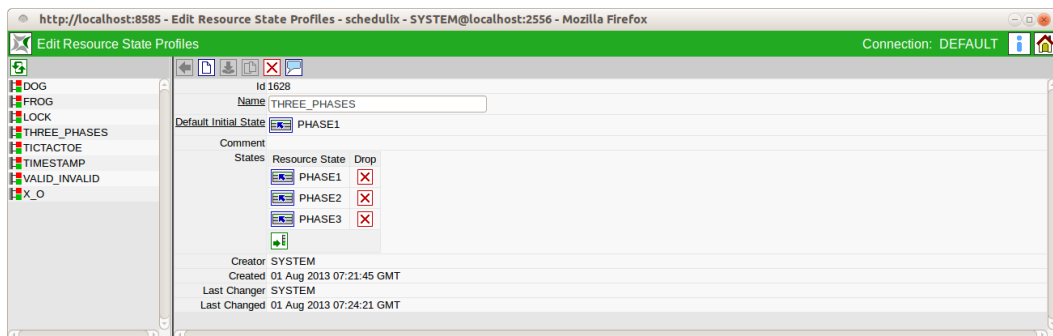 http://localhost:8585 - Edit Resource State Profiles - schedulix - SYSTEM@localhost:2556 - Mozilla Firefox
Edit Resource State Profiles
Connection: DEFAULT
DOG
FROG
LOCK
THREE_PHASES
TICTACTOE
TIMESTAMP
VALID_INVALID
X_O
Id 1628
Name THREE_PHASES
Default Initial State PHASE1
Comment
States Resource State Drop
PHASE1
PHASE2
PHASE3
Creator SYSTEM
Created 01 Aug 2013 07:21:45 GMT
Last Changer SYSTEM
Last Changed 01 Aug 2013 07:24:21 GMT